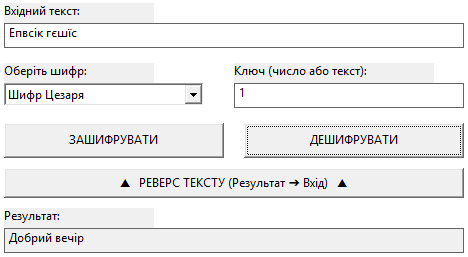 Вхідний текст:
Епвсік гєшїс
Оберіть шифр:
Ключ (число або текст):
Шифр Цезаря
1
ЗАШИФРУВАТИ
ДЕШИФРУВАТИ
▲ РЕВЕРС ТЕКСТУ (Результат ➔ Вхід) ▲
Результат:
Добрий вечір